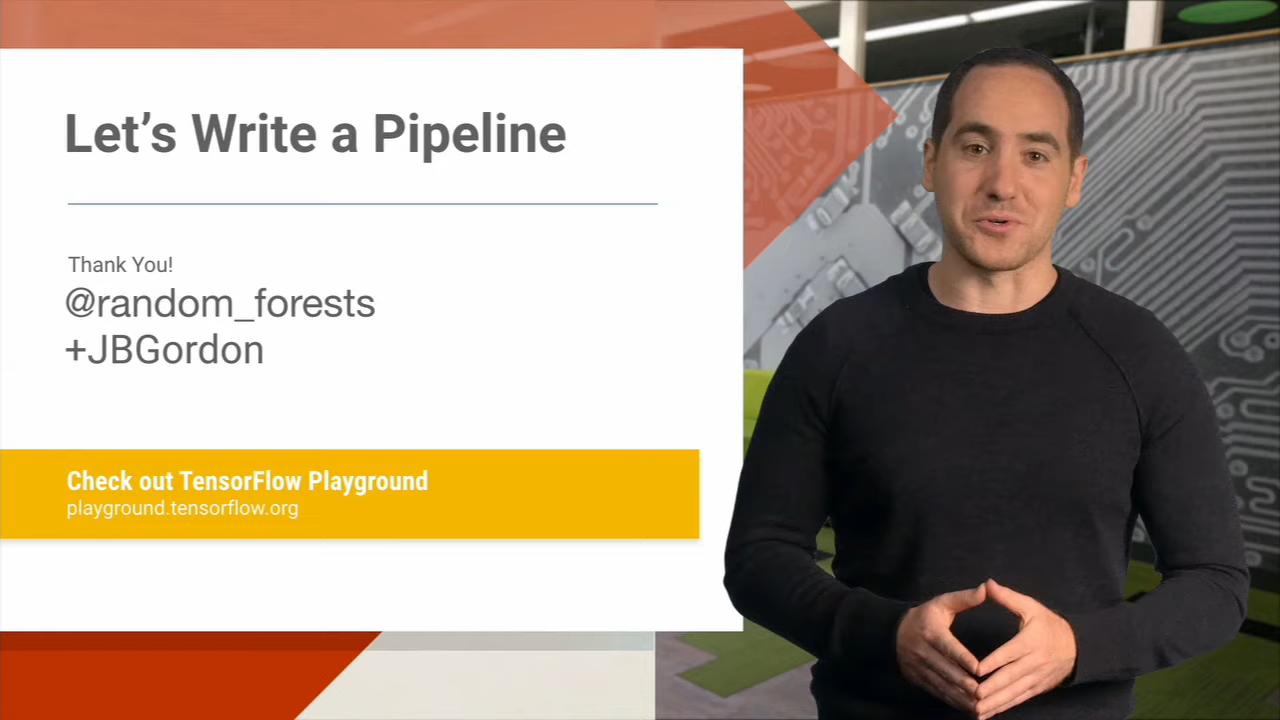 Let’s Write a Pipeline
Thank You!
@random_forests
+JBGordon
Check out TensorFlow Playground
playground.tensorflow.org